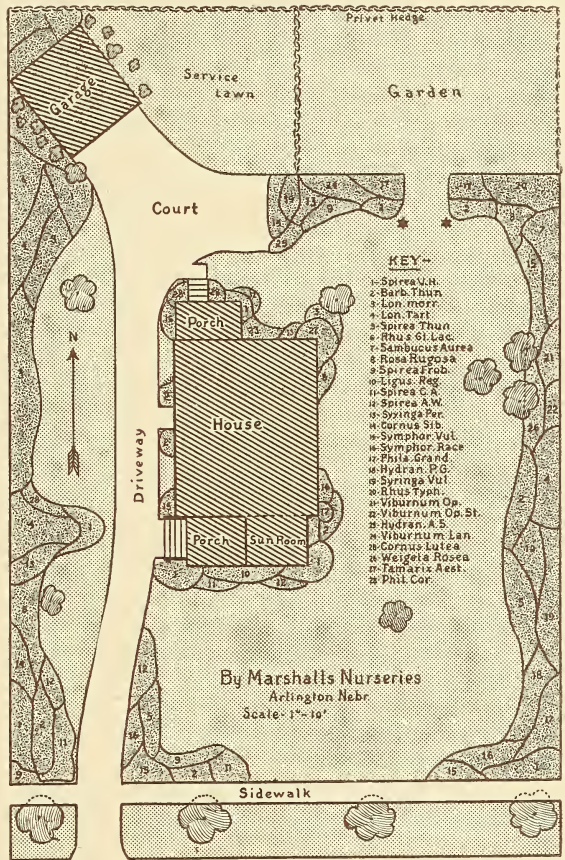 Privet Hedge
Service
Lawn
Garden
Garage
Court
KEY-
1-Spirea V.H.
2-Barb. Thun
3-Lon. morr
4-Lon. Tart
5-Spirea Thun
6-Rhus Gl. Lac.
7-Sambucus Aurea
8-Rosa Rugosa
9-Spirea Frob.
10-Ligus. Reg.
11-Spirea C.A.
12-Spirea A.W.
13-Syringa Per.
14-Cornus Sib.
15-Symphor. Vul.
16-Symphor. Race
17-Phila. Grand
18-Hydran. P.G.
19-Syringa Vul
20-Rhus Typh.
21-Viburnum Op.
22-Viburnum Op. St.
23-Hydran. A.S.
24-Viburnum Lan.
25-Cornus Lutea
26-Weigela Rosea
27-Tamarix Aest.
28-Phil. Cor.
N
Porch
House
Driveway
Porch
Sun Room
By Marshalls Nurseries
Arlington Nebr.
Scale-1"-10'
Sidewalk